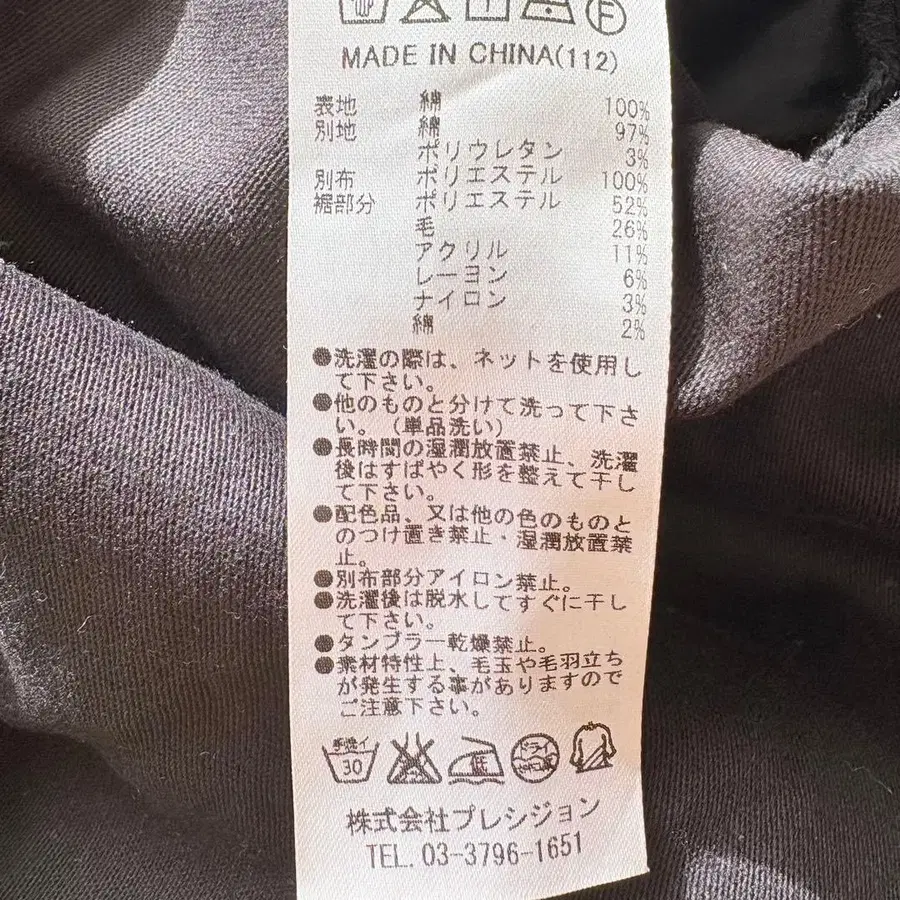 F
MADE IN CHINA(112)
表地 綿 100%
別地 綿 97%
ポリウレタン 3%
別布 ポリエステル 100%
裾部分 ポリエステル 52%
毛 26%
アクリル 11%
レーヨン 6%
ナイロン 3%
綿 2%
●洗濯の際は、ネットを使用し
て下さい。
●他のものと分けて洗って下さ
い。(単品洗い)
●長時間の湿潤放置禁止、洗濯
後はすばやく形を整えて干し
て下さい。
●配色品、又は他の色のものと
のつけ置き禁止・湿潤放置禁
止。
●別布部分アイロン禁止。
●洗濯後は脱水してすぐに干し
て下さい。
●タンブラー乾燥禁止。
●素材特性上、毛玉や毛羽立ち
が発生する事がありますので
ご注意下さい。
手洗イ 30 低 ドライ
株式会社プレシジョン
TEL. 03-3796-1651